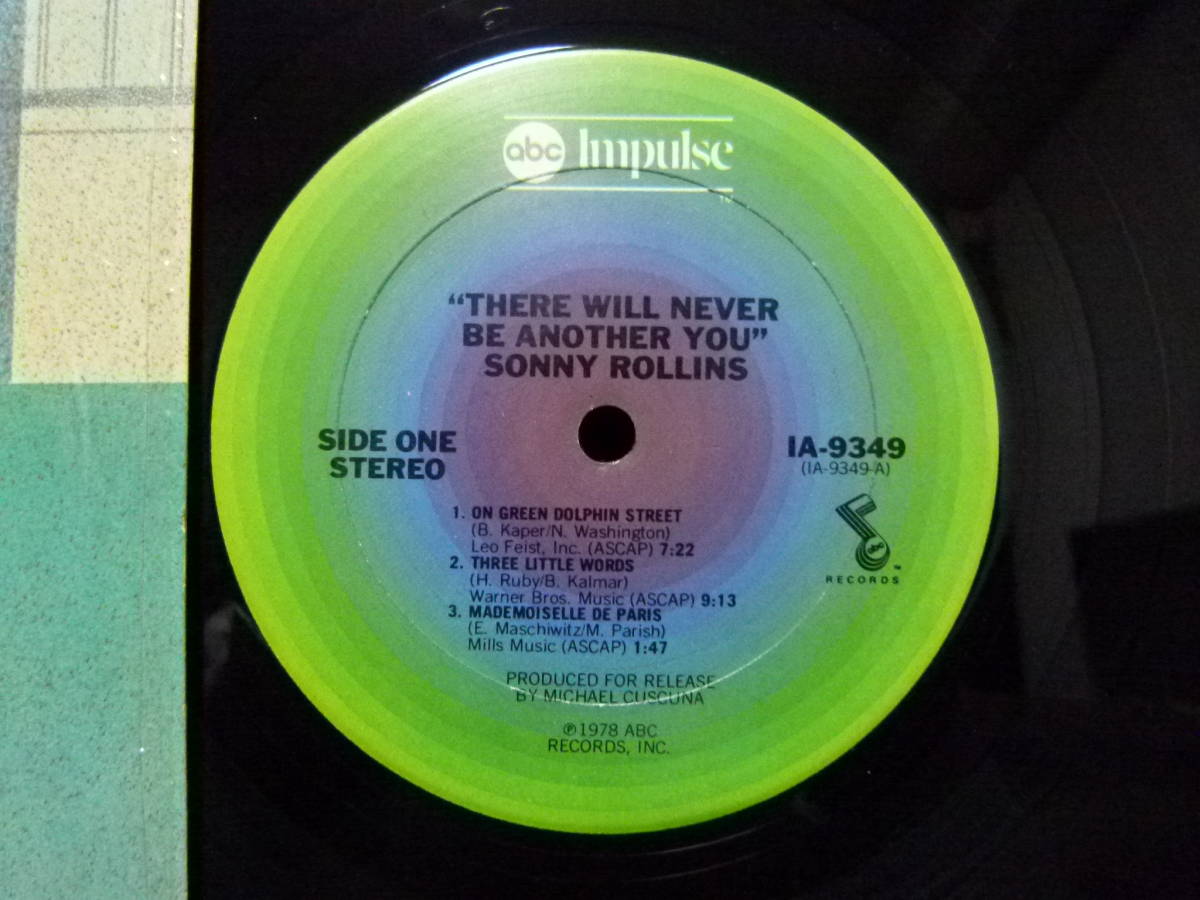 abc Impulse
TM
“THERE WILL NEVER
BE ANOTHER YOU”
SONNY ROLLINS
SIDE ONE
STEREO
IA-9349
(IA-9349-A)
1. ON GREEN DOLPHIN STREET
(B. Kaper/N. Washington)
Leo Feist, Inc. (ASCAP) 7:22
2. THREE LITTLE WORDS
(H. Ruby/B. Kalmar)
Warner Bros. Music (ASCAP) 9:13
3. MADEMOISELLE DE PARIS
(E. Maschiwitz/M. Parish)
Mills Music (ASCAP) 1:47
abc
TM
RECORDS
PRODUCED FOR RELEASE
BY MICHAEL CUSCUNA
℗1978 ABC
RECORDS, INC.